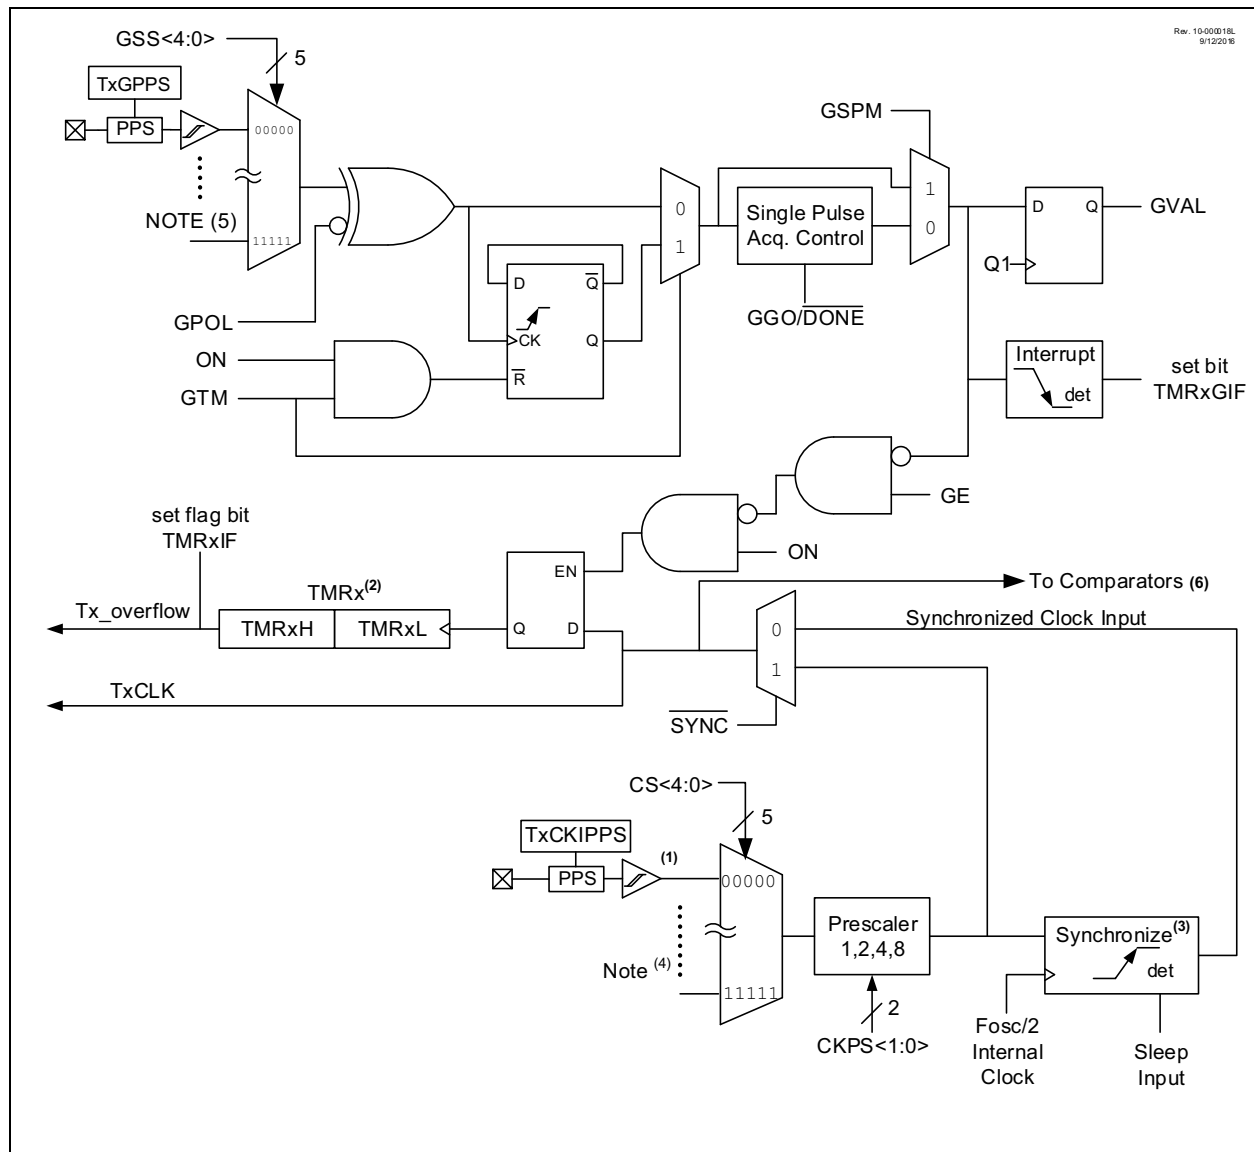 Rev. 10-000018L
9/12/2016
GSS<4:0>
5
TxGPPS
PPS
00000
NOTE (5)
11111
GPOL
ON
GTM
D
Q
CK
Q
R
0
1
Single Pulse
Acq. Control
GGO/DONE
GSPM
1
0
D
Q
Q1
GVAL
Interrupt
det
set bit
TMRxGIF
GE
ON
set flag bit
TMRxIF
Tx_overflow
TMRx(2)
TMRxH
TMRxL
EN
Q
D
TxCLK
To Comparators (6)
0
1
Synchronized Clock Input
SYNC
CS<4:0>
5
TxCKIPPS
PPS
(1)
00000
Note (4)
11111
Prescaler
1,2,4,8
2
CKPS<1:0>
Synchronize(3)
det
Fosc/2
Internal
Clock
Sleep
Input